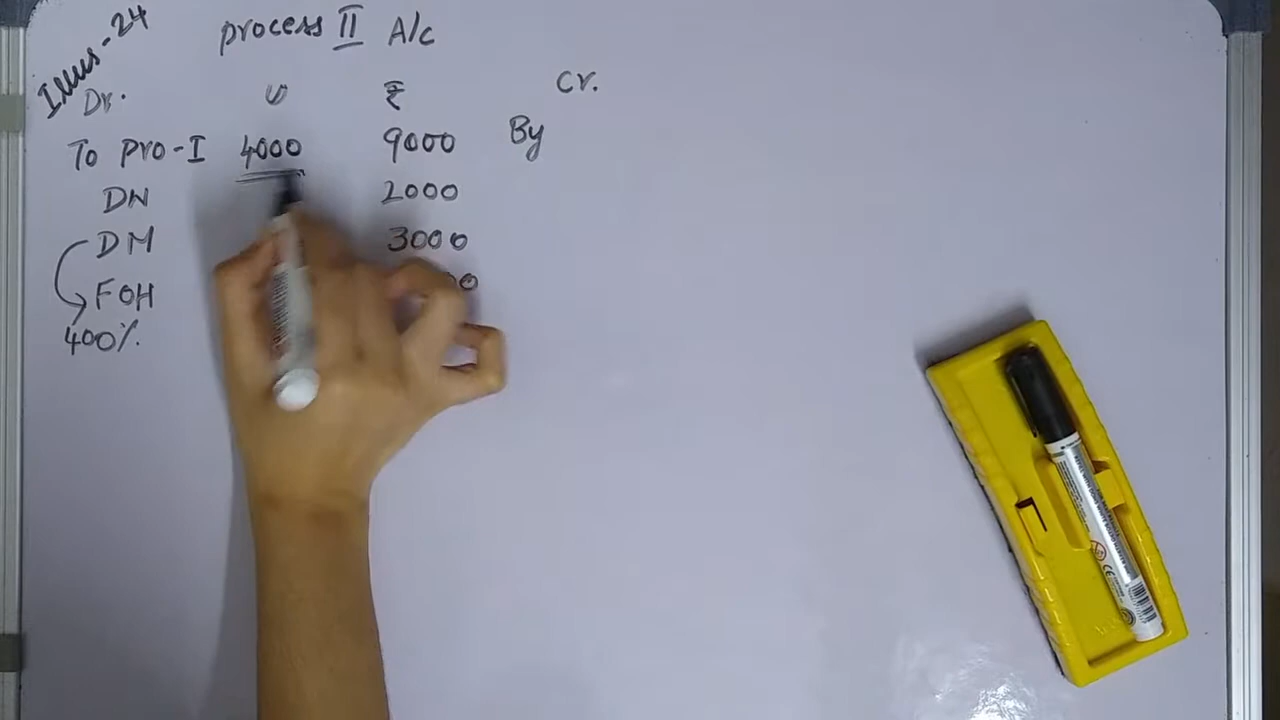 Illus-24
process II A/c
Dr. U ₹ Cr.
To Pro-I 4000 9000 By
DW 2000
DM 3000
FOH
400%.